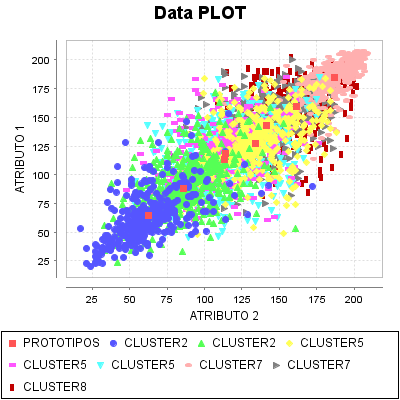 Data PLOT
ATRIBUTO 1
200
175
150
125
100
75
50
25
25 50 75 100 125 150 175 200
ATRIBUTO 2
PROTOTIPOS CLUSTER2 CLUSTER2 CLUSTER5
CLUSTER5 CLUSTER5 CLUSTER7 CLUSTER7
CLUSTER8